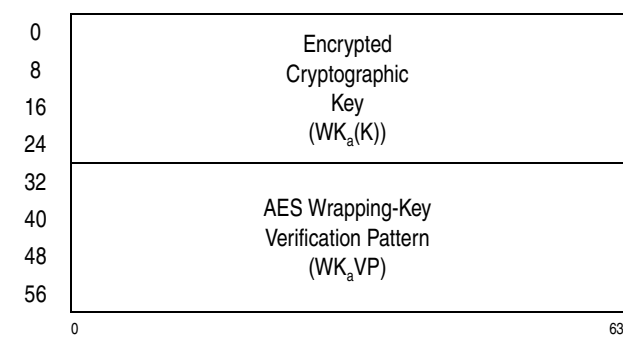 0
8
16
24
Encrypted
Cryptographic
Key
(WKa(K))
32
40
48
56
AES Wrapping-Key
Verification Pattern
(WKaVP)
0 63